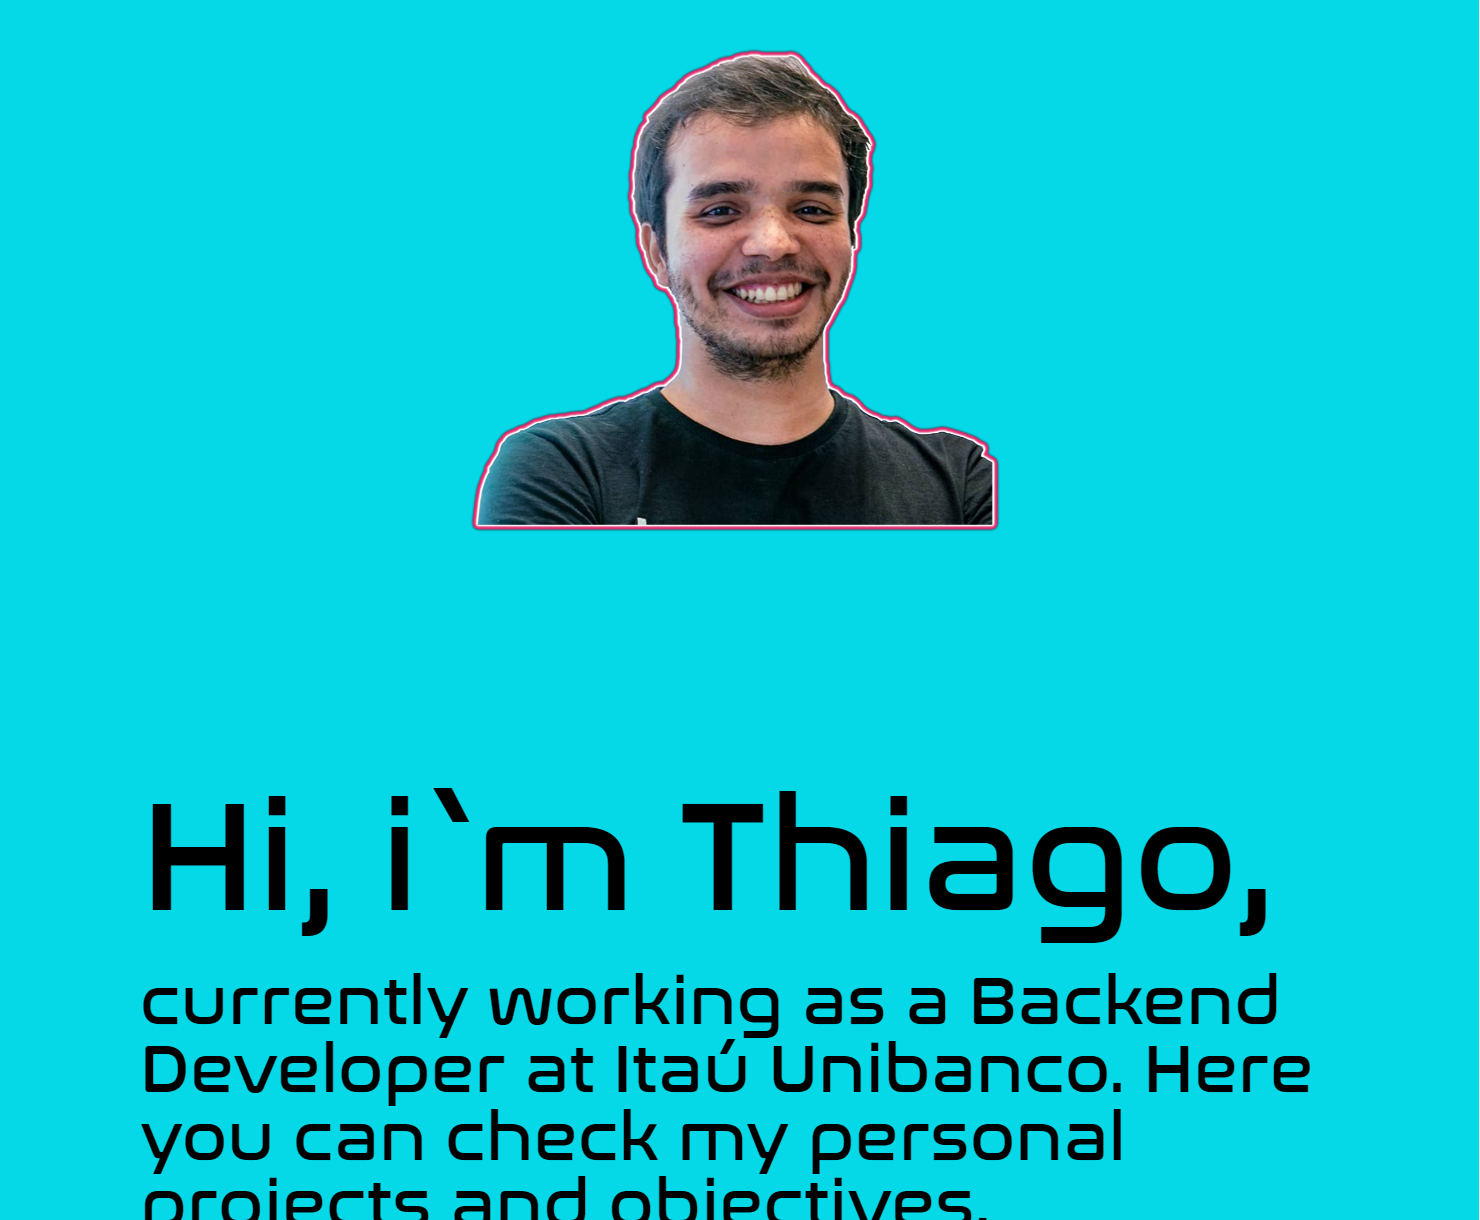 Hi, i`m Thiago,
currently working as a Backend
Developer at Itaú Unibanco. Here
you can check my personal
projects and objectives.